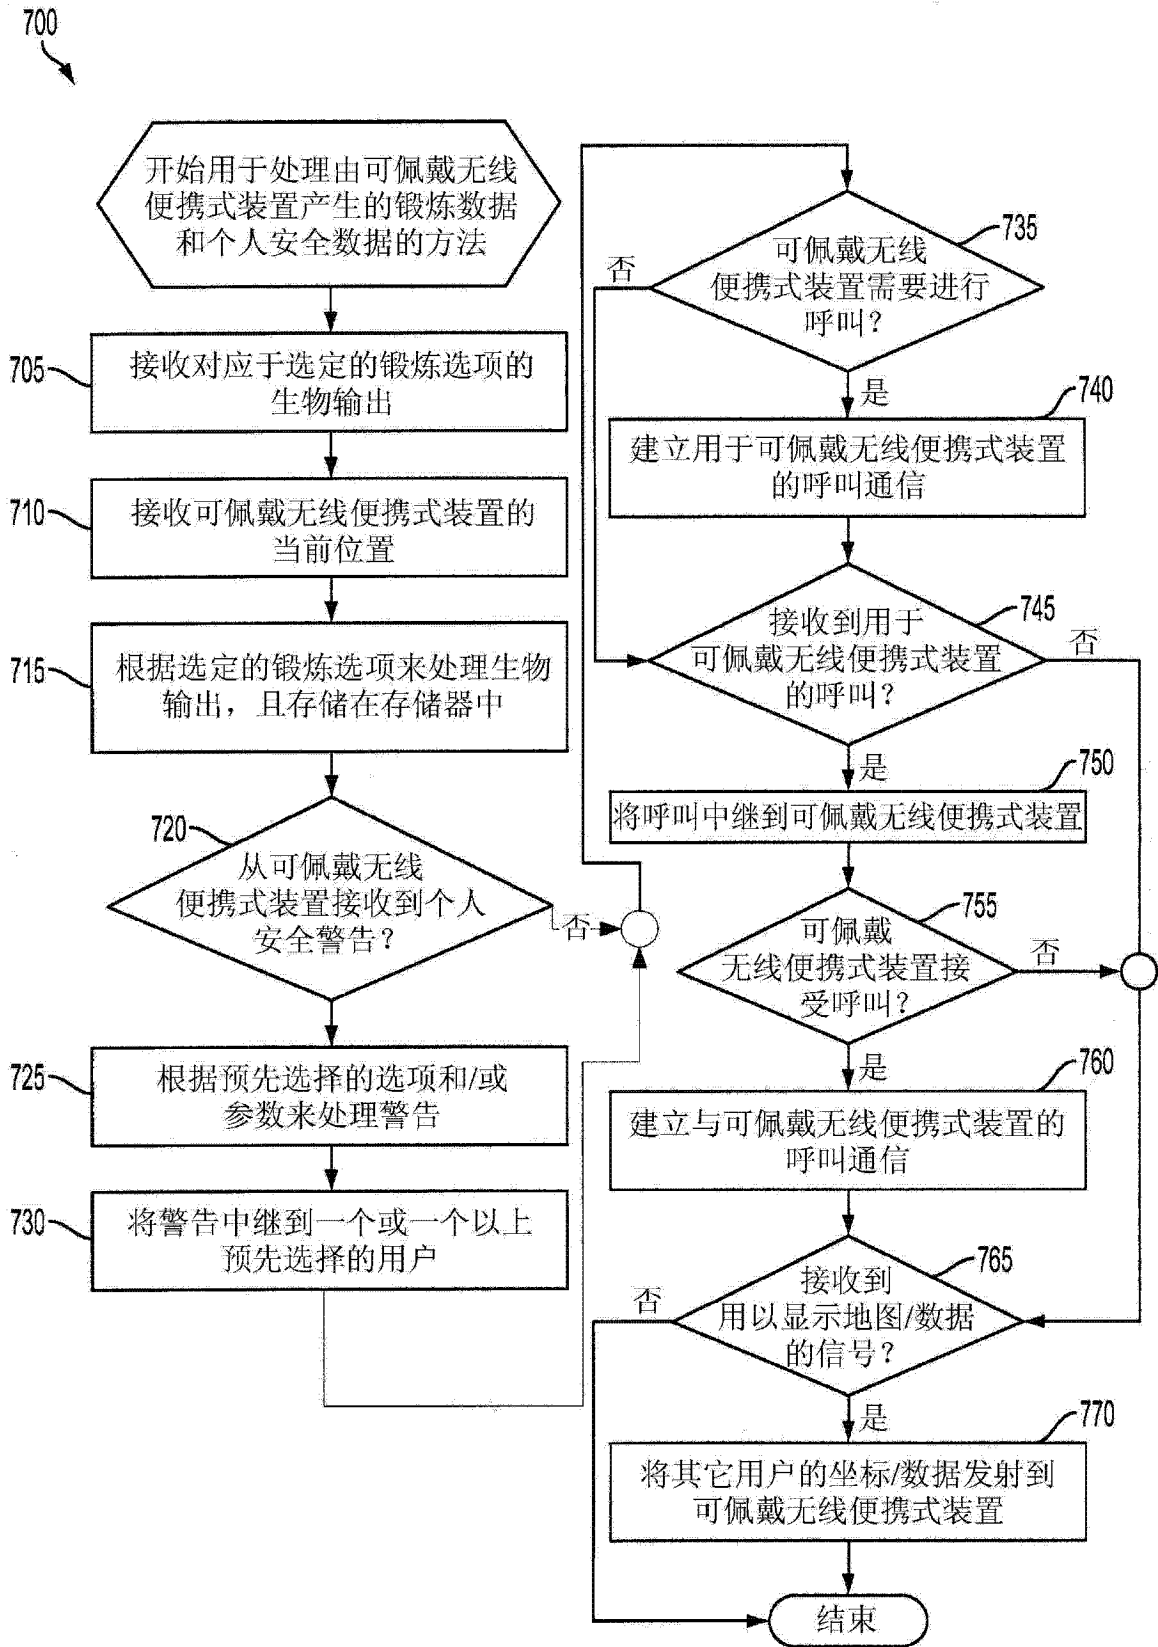 700
开始用于处理由可佩戴无线
便携式装置产生的锻炼数据
和个人安全数据的方法
705
接收对应于选定的锻炼选项的
生物输出
710
接收可佩戴无线便携式装置的
当前位置
715
根据选定的锻炼选项来处理生物
输出，且存储在存储器中
720
从可佩戴无线
便携式装置接收到个人
安全警告？
否
725
根据预先选择的选项和/或
参数来处理警告
730
将警告中继到一个或一个以上
预先选择的用户
735
可佩戴无线
便携式装置需要进行
呼叫？
否
是
740
建立用于可佩戴无线便携式装置
的呼叫通信
745
接收到用于
可佩戴无线便携式装置
的呼叫？
否
是
750
将呼叫中继到可佩戴无线便携式装置
755
可佩戴
无线便携式装置接
受呼叫？
否
是
760
建立与可佩戴无线便携式装置的
呼叫通信
765
接收到
用以显示地图/数据
的信号？
否
是
770
将其它用户的坐标/数据发射到
可佩戴无线便携式装置
结束